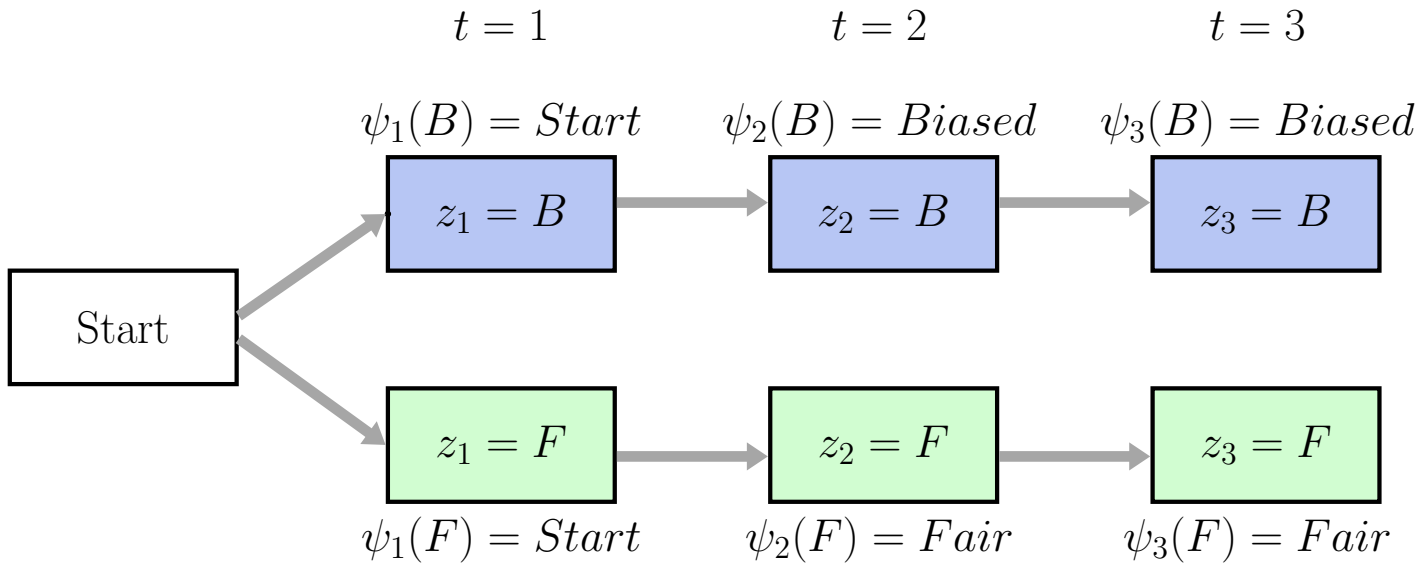 t = 1 t = 2 t = 3
ψ₁(B) = Start ψ₂(B) = Biased ψ₃(B) = Biased
z₁ = B z₂ = B z₃ = B
Start
z₁ = F z₂ = F z₃ = F
ψ₁(F) = Start ψ₂(F) = Fair ψ₃(F) = Fair